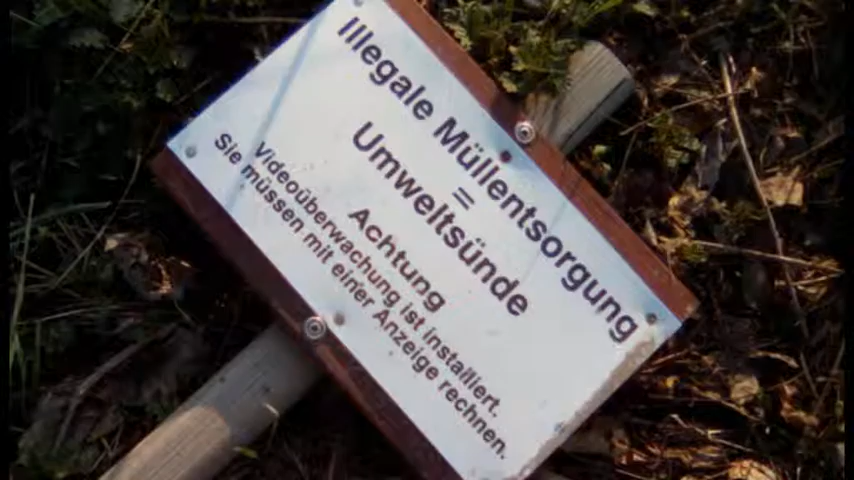 Illegale Müllentsorgung
=
Umweltsünde
Achtung
Videoüberwachung ist installiert.
Sie müssen mit einer Anzeige rechnen.